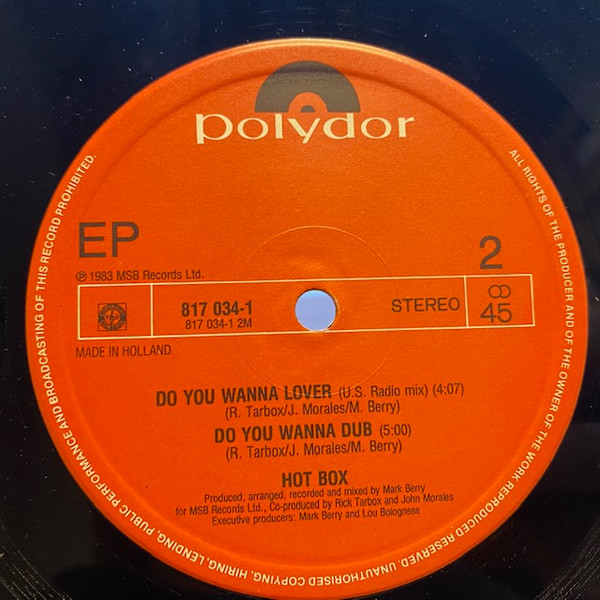 polydor
EP
2
℗ 1983 MSB Records Ltd.
817 034-1
817 034-1 2M
STEREO
45
MADE IN HOLLAND
DO YOU WANNA LOVER (U.S. Radio mix) (4:07)
(R. Tarbox/J. Morales/M. Berry)
DO YOU WANNA DUB (5:00)
(R. Tarbox/J. Morales/M. Berry)
HOT BOX
Produced, arranged, recorded and mixed by Mark Berry
for MSB Records Ltd., Co-produced by Rick Tarbox and John Morales
Executive producers: Mark Berry and Lou Bolognese
ALL RIGHTS OF THE PRODUCER AND OF THE OWNER OF THE WORK REPRODUCED RESERVED. UNAUTHORISED COPYING, HIRING, LENDING, PUBLIC PERFORMANCE AND BROADCASTING OF THIS RECORD PROHIBITED.